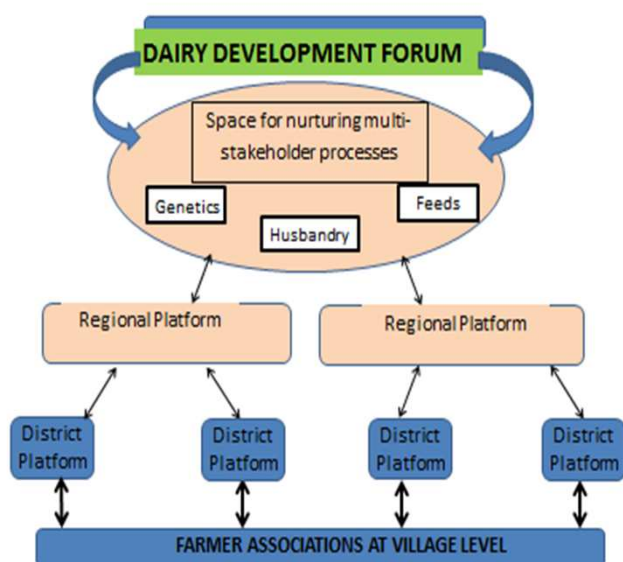 DAIRY DEVELOPMENT FORUM
Space for nurturing multi-
stakeholder processes
Genetics
Feeds
Husbandry
Regional Platform
Regional Platform
District
Platform
District
Platform
District
Platform
District
Platform
FARMER ASSOCIATIONS AT VILLAGE LEVEL